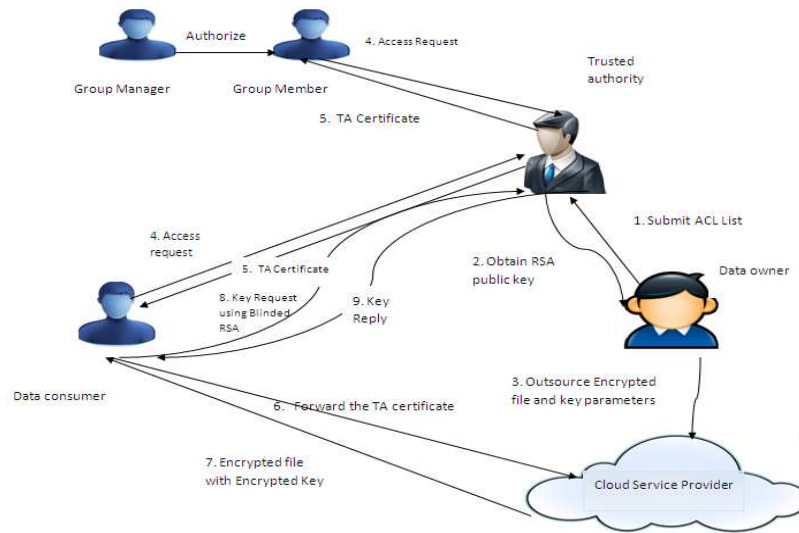 Authorize
4. Access Request
Group Manager
Group Member
Trusted
authority
5. TA Certificate
1. Submit ACL List
4. Access
request
2. Obtain RSA
public key
Data owner
5. TA Certificate
8. Key Request
using Blinded
RSA
9. Key
Reply
Data consumer
3. Outsource Encrypted
file and key parameters
6. Forward the TA certificate
7. Encrypted file
with Encrypted Key
Cloud Service Provider